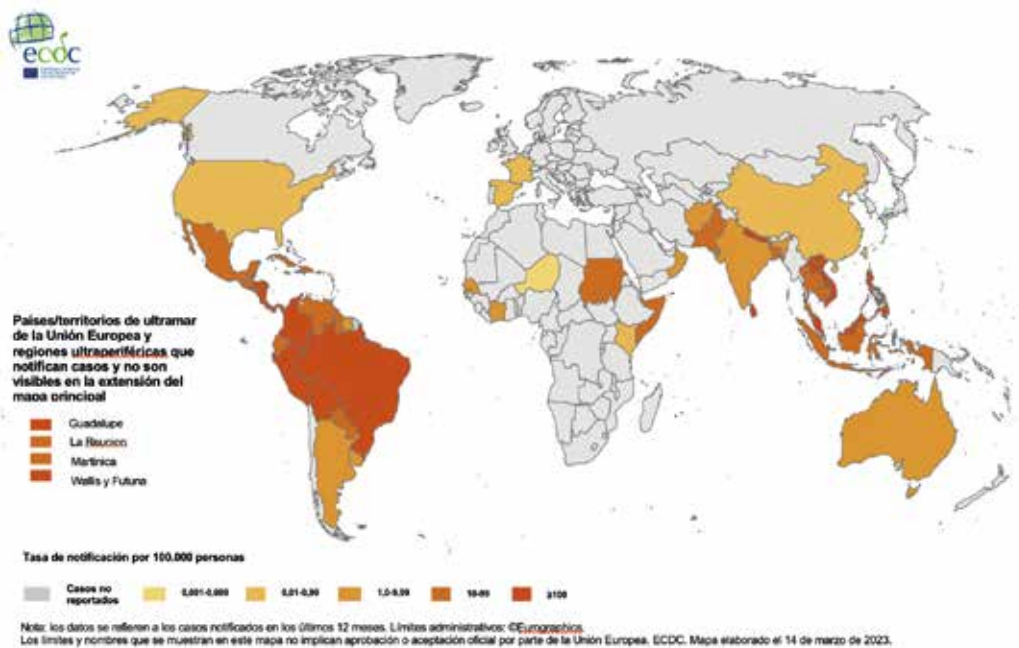 ecdc
Países/territorios de ultramar
de la Unión Europea y
regiones ultraperiféricas que
notifican casos y no son
visibles en la extensión del
mapa principal
Guadalupe
La Reunion
Martinica
Wallis y Futuna
Tasa de notificación por 100.000 personas
Casos no
reportados
0,01-0,99
1,0-9,99
10-99
≥100
Nota: los datos se refieren a los casos notificados en los últimos 12 meses. Límites administrativos: ©Eurographics
Los límites y nombres que se muestran en este mapa no implican aprobación o aceptación oficial por parte de la Unión Europea. ECDC. Mapa elaborado el 14 de marzo de 2023.